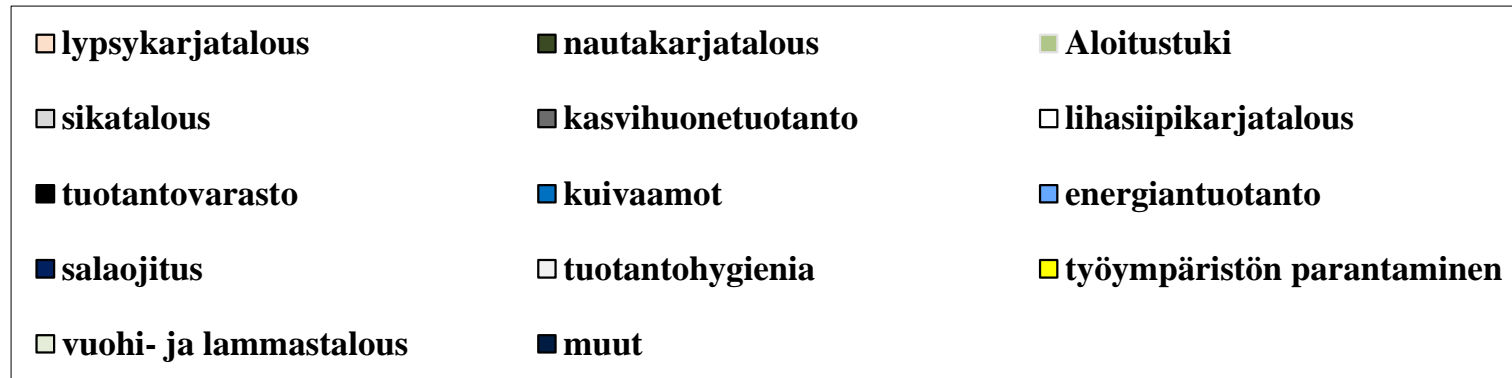 lypsykarjatalous nautakarjatalous Aloitustuki
sikatalous kasvihuonetuotanto lihasiipikarjatalous
tuotantovarasto kuivaamot energiantuotanto
salaojitus tuotantohygienia työympäristön parantaminen
vuohi- ja lammastalous muut